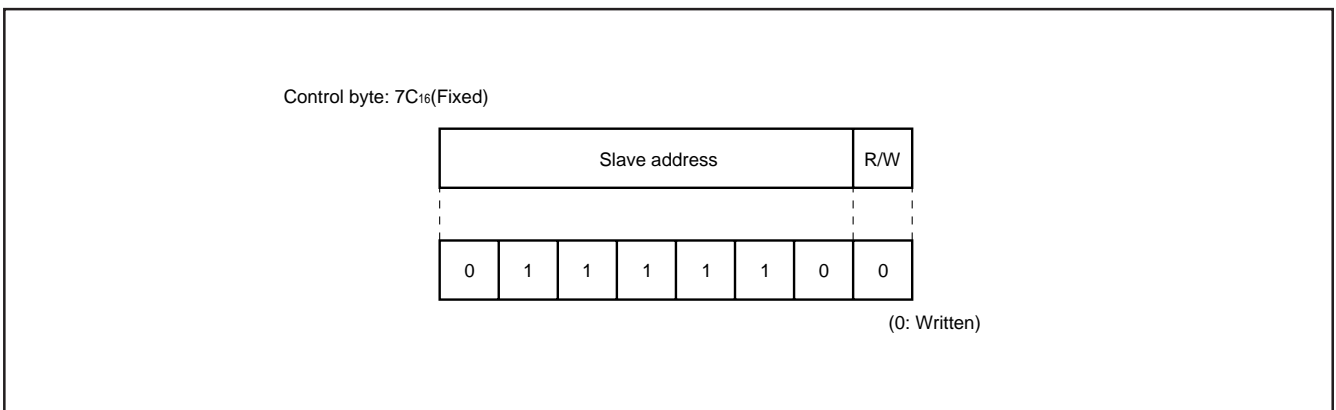 Control byte: 7C16(Fixed)
Slave address R/W
0 1 1 1 1 1 0 0
(0: Written)